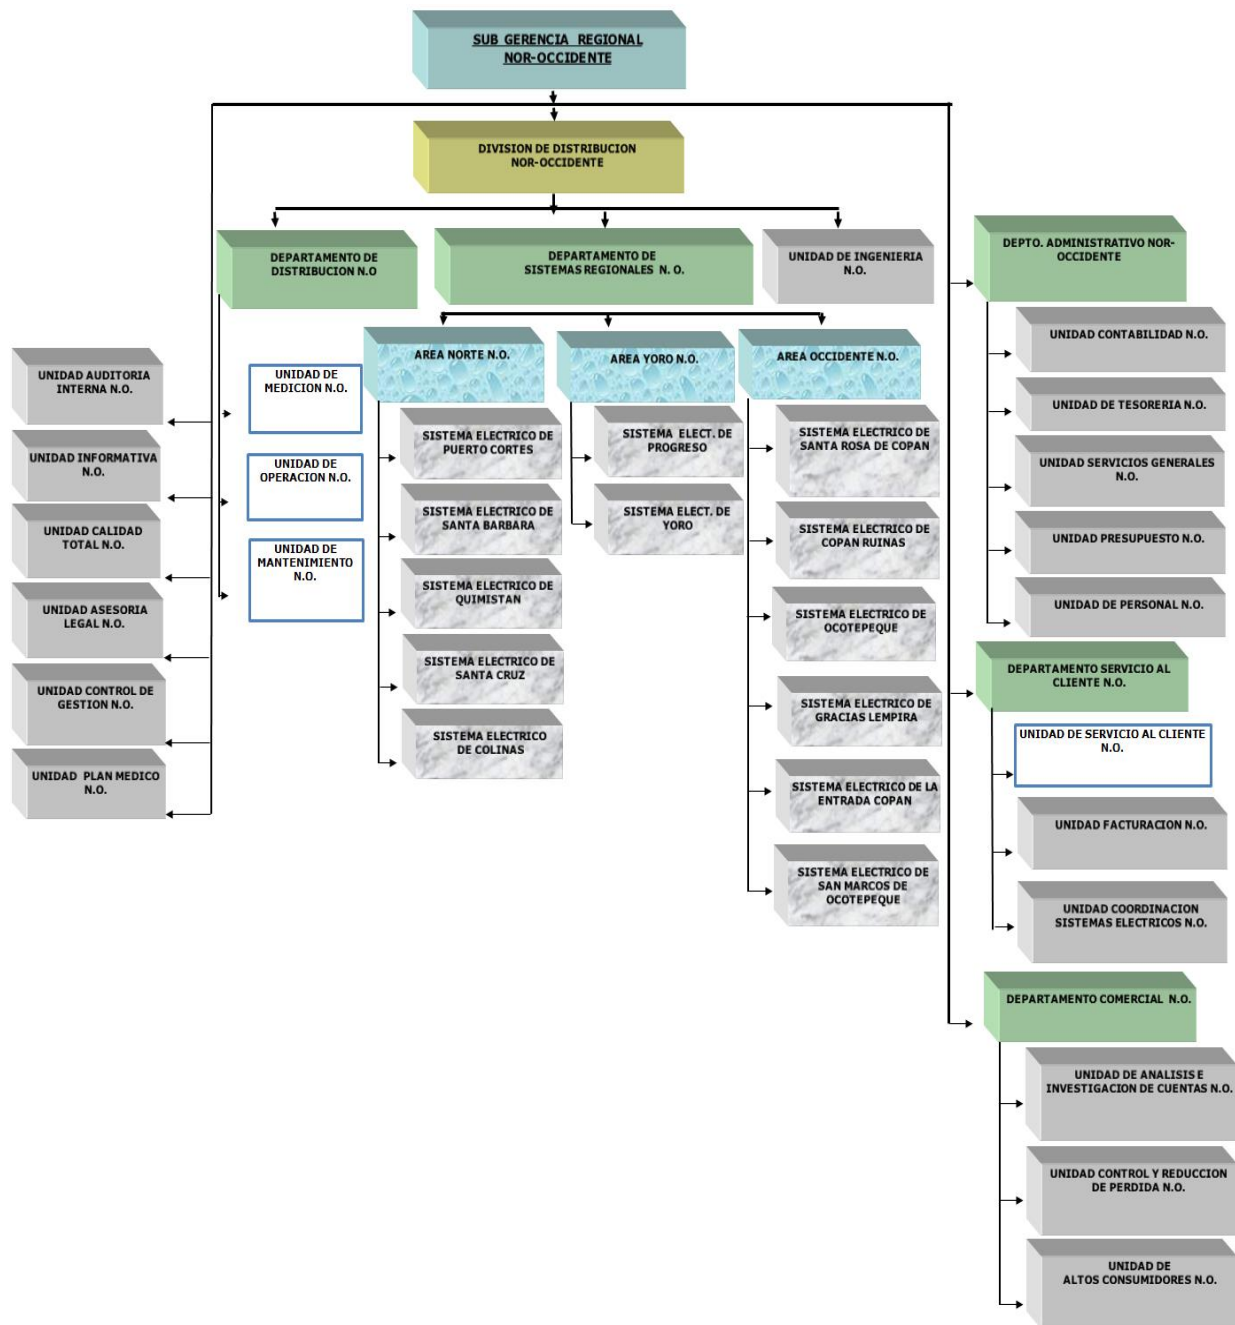 SUB GERENCIA REGIONAL
NOR-OCCIDENTE
DIVISION DE DISTRIBUCION
NOR-OCCIDENTE
DEPARTAMENTO DE
DISTRIBUCION N.O
DEPARTAMENTO DE
SISTEMAS REGIONALES N. O.
UNIDAD DE INGENIERIA
N.O.
UNIDAD AUDITORIA
INTERNA N.O.
UNIDAD INFORMATIVA
N.O.
UNIDAD CALIDAD
TOTAL N.O.
UNIDAD ASESORIA
LEGAL N.O.
UNIDAD CONTROL DE
GESTION N.O.
UNIDAD PLAN MEDICO
N.O.
UNIDAD DE
MEDICION N.O.
UNIDAD DE
OPERACION N.O.
UNIDAD DE
MANTENIMIENTO
N.O.
AREA NORTE N.O.
SISTEMA ELECTRICO DE
PUERTO CORTES
SISTEMA ELECTRICO DE
SANTA BARBARA
SISTEMA ELECTRICO DE
QUIMISTAN
SISTEMA ELECTRICO DE
SANTA CRUZ
SISTEMA ELECTRICO
DE COLINAS
AREA YORO N.O.
SISTEMA ELECT. DE
PROGRESO
SISTEMA ELECT. DE
YORO
AREA OCCIDENTE N.O.
SISTEMA ELECTRICO DE
SANTA ROSA DE COPAN
SISTEMA ELECTRICO DE
COPAN RUINAS
SISTEMA ELECTRICO DE
OCOTEPEQUE
SISTEMA ELECTRICO DE
GRACIAS LEMPIRA
SISTEMA ELECTRICO DE LA
ENTRADA COPAN
SISTEMA ELECTRICO DE
SAN MARCOS DE
OCOTEPEQUE
DEPTO. ADMINISTRATIVO NOR-
OCCIDENTE
UNIDAD CONTABILIDAD N.O.
UNIDAD DE TESORERIA N.O.
UNIDAD SERVICIOS GENERALES
N.O.
UNIDAD PRESUPUESTO N.O.
UNIDAD DE PERSONAL N.O.
DEPARTAMENTO SERVICIO AL
CLIENTE N.O.
UNIDAD DE SERVICIO AL CLIENTE
N.O.
UNIDAD FACTURACION N.O.
UNIDAD COORDINACION
SISTEMAS ELECTRICOS N.O.
DEPARTAMENTO COMERCIAL N.O.
UNIDAD DE ANALISIS E
INVESTIGACION DE CUENTAS N.O.
UNIDAD CONTROL Y REDUCCION
DE PERDIDA N.O.
UNIDAD DE
ALTOS CONSUMIDORES N.O.